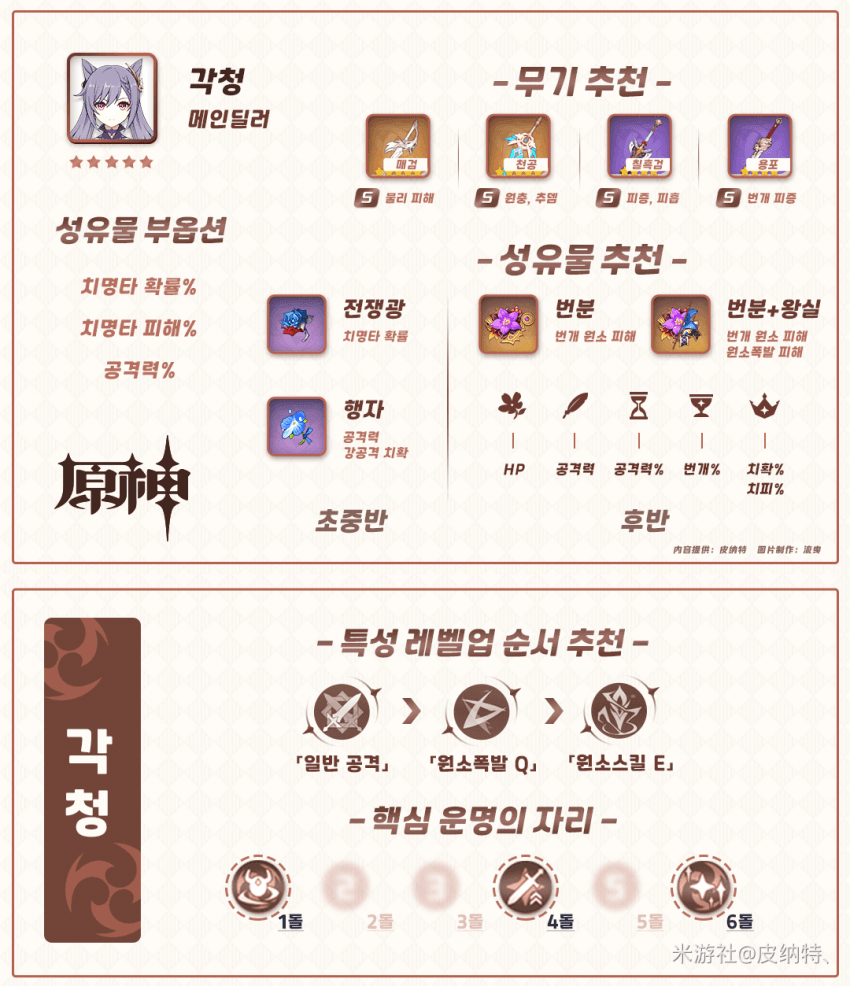 각청
메인딜러
성유물 부옵션
치명타 확률%
치명타 피해%
공격력%
原神
- 무기 추천 -
매검
천공
칠흑검
용포
S 물리 피해
S 원충, 추뎀
S 피증, 피흡
S 번개 피증
- 성유물 추천 -
전쟁광
치명타 확률
행자
공격력
강공격 치확
초중반
번분
번개 원소 피해
번분+왕실
번개 원소 피해
원소폭발 피해
HP
공격력
공격력%
번개%
치확%
치피%
후반
内容提供：皮纳特 图片制作：流曳
각청
- 특성 레벨업 순서 추천 -
「일반 공격」
「원소폭발 Q」
「원소스킬 E」
- 핵심 운명의 자리 -
2
3
5
1돌
2돌
3돌
4돌
5돌
6돌
米游社@皮纳特、